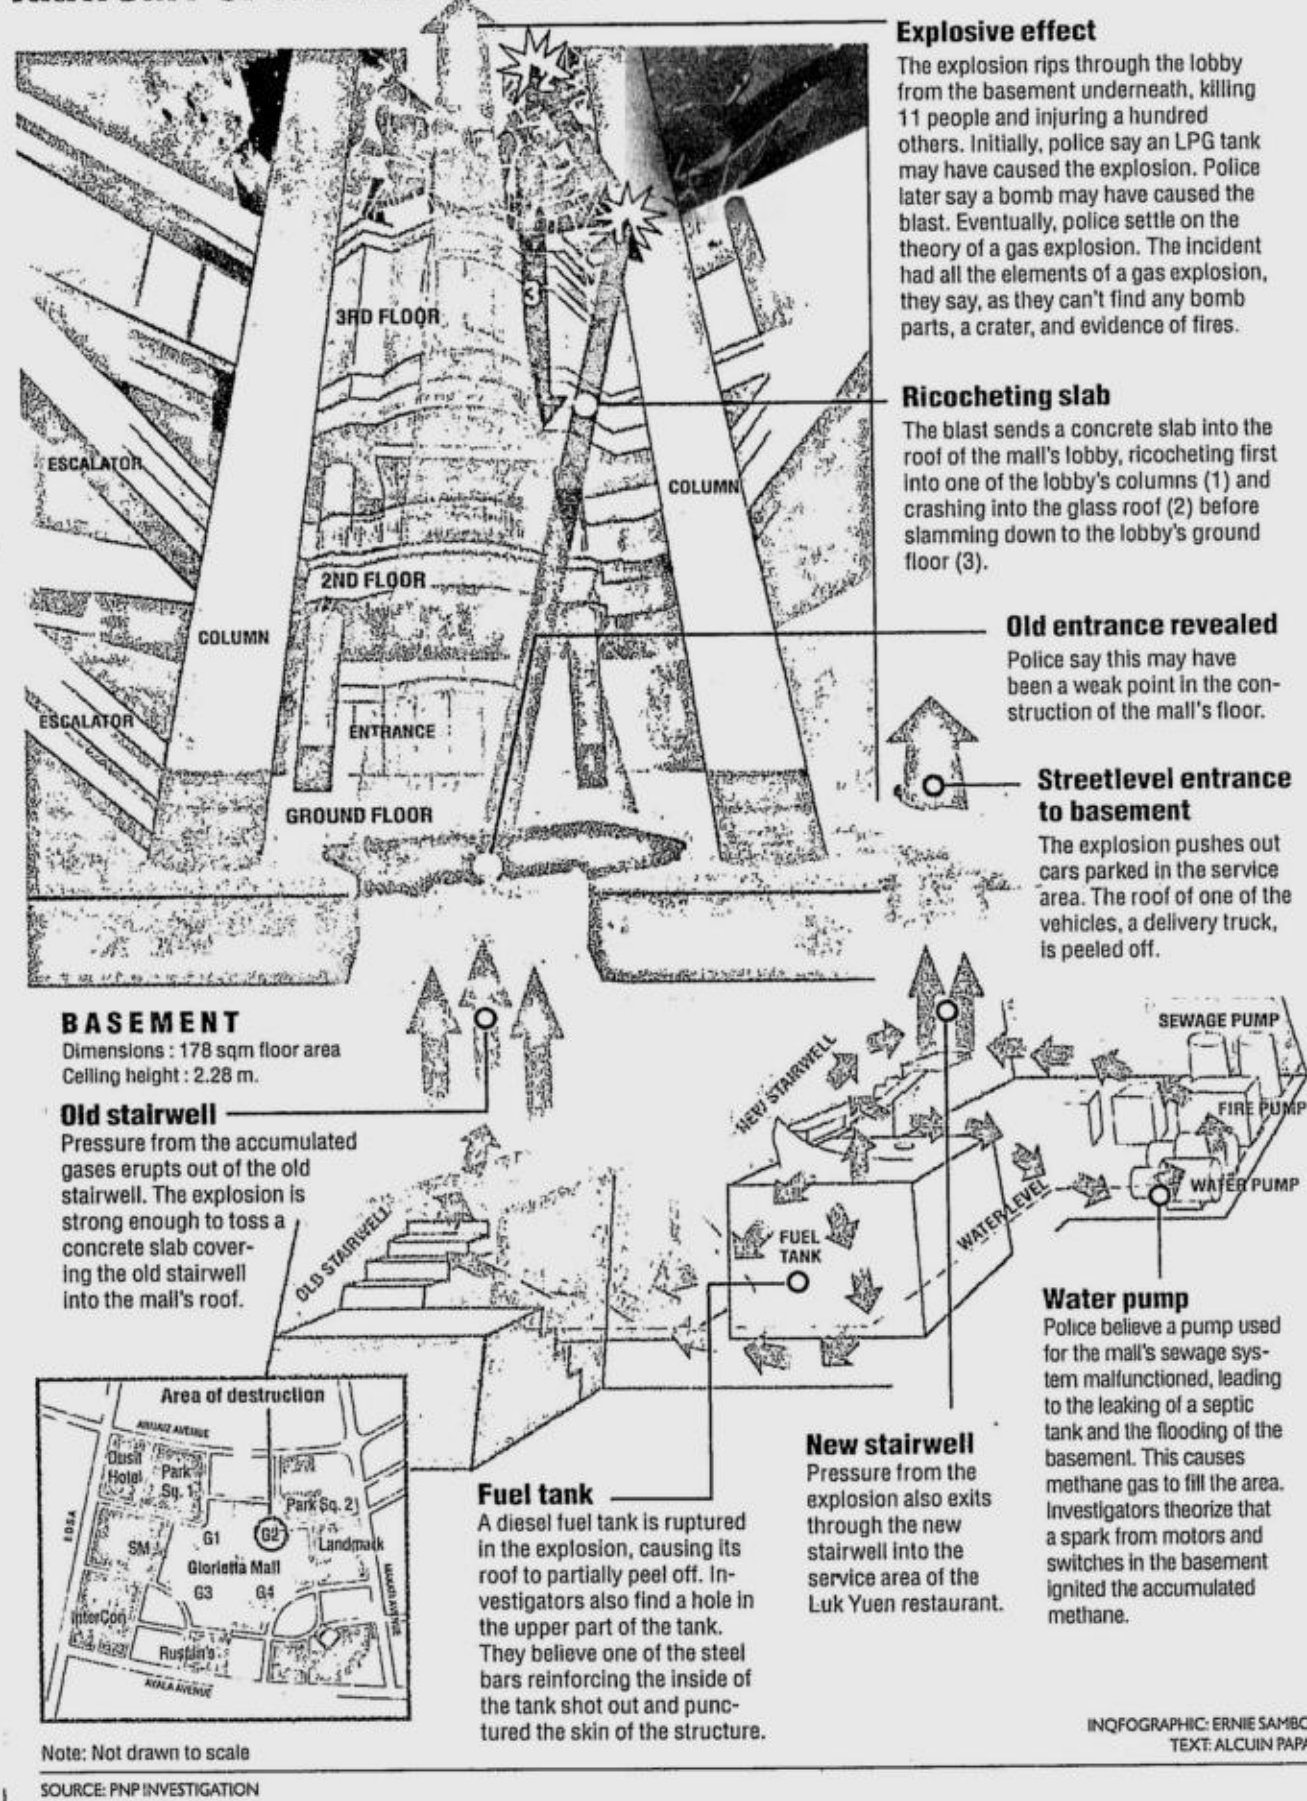 Explosive effect
The explosion rips through the lobby
from the basement underneath, killing
11 people and injuring a hundred
others. Initially, police say an LPG tank
may have caused the explosion. Police
later say a bomb may have caused the
blast. Eventually, police settle on the
theory of a gas explosion. The incident
had all the elements of a gas explosion,
they say, as they can't find any bomb
parts, a crater, and evidence of fires.
3
3RD FLOOR
Ricocheting slab
The blast sends a concrete slab into the
roof of the mall's lobby, ricocheting first
into one of the lobby's columns (1) and
crashing into the glass roof (2) before
slamming down to the lobby's ground
floor (3).
ESCALATOR
COLUMN
2ND FLOOR
COLUMN
Old entrance revealed
Police say this may have
been a weak point in the con-
struction of the mall's floor.
ESCALATOR
ENTRANCE
GROUND FLOOR
Streetlevel entrance
to basement
The explosion pushes out
cars parked in the service
area. The roof of one of the
vehicles, a delivery truck,
is peeled off.
BASEMENT
Dimensions : 178 sqm floor area
Ceiling height : 2.28 m.
Old stairwell
Pressure from the accumulated
gases erupts out of the old
stairwell. The explosion is
strong enough to toss a
concrete slab cover-
ing the old stairwell
into the mall's roof.
OLD STAIRWELL
NEW STAIRWELL
SEWAGE PUMP
FIRE PUMP
WATER PUMP
WATER LEVEL
FUEL
TANK
Water pump
Police believe a pump used
for the mall's sewage sys-
tem malfunctioned, leading
to the leaking of a septic
tank and the flooding of the
basement. This causes
methane gas to fill the area.
Investigators theorize that
a spark from motors and
switches in the basement
ignited the accumulated
methane.
New stairwell
Pressure from the
explosion also exits
through the new
stairwell into the
service area of the
Luk Yuen restaurant.
Fuel tank
A diesel fuel tank is ruptured
in the explosion, causing its
roof to partially peel off. In-
vestigators also find a hole in
the upper part of the tank.
They believe one of the steel
bars reinforcing the inside of
the tank shot out and punc-
tured the skin of the structure.
Area of destruction
AVENUE
Dusit
Hotel
Park
Sq. 1
Park Sq. 2
EDSA
SM
G1
G2
Landmark
Glorietta Mall
G3
G4
MAKATI AVENUE
InterCon
Rustan's
AYALA AVENUE
Note: Not drawn to scale
INQFOGRAPHIC: ERNIE SAMBO
TEXT: ALCUIN PAPA
SOURCE: PNP INVESTIGATION